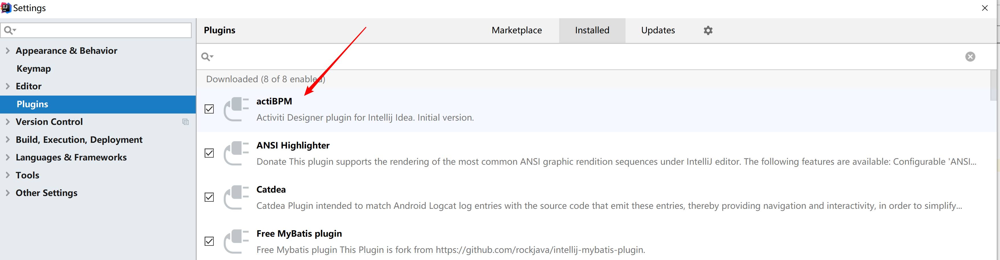 Settings
Plugins
Marketplace
Installed
Updates
Appearance & Behavior
Keymap
Editor
Plugins
Version Control
Build, Execution, Deployment
Languages & Frameworks
Tools
Other Settings
Downloaded (8 of 8 enabled)
actiBPM
Activiti Designer plugin for Intellij Idea. Initial version.
ANSI Highlighter
Donate This plugin supports the rendering of the most common ANSI graphic rendition sequences under IntelliJ editor. The following features are available: Configurable 'ANSI...
Catdea
Catdea Plugin intended to match Android Logcat log entries with the source code that emit these entries, thereby providing navigation and interactivity, in order to simplify...
Free MyBatis plugin
Free Mybatis plugin This Plugin is fork from https://github.com/rockjava/intellij-mybatis-plugin.